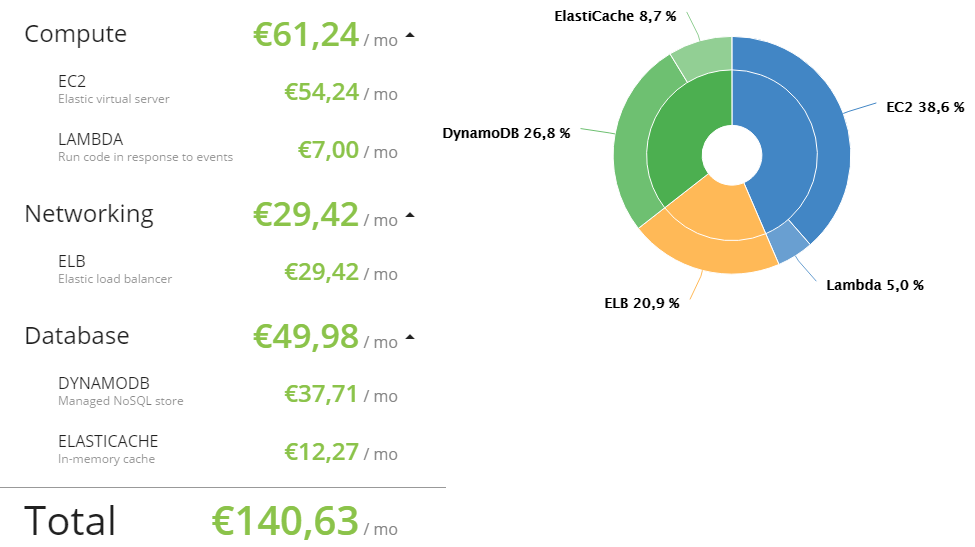 Compute €61,24 / mo
EC2 €54,24 / mo
Elastic virtual server
LAMBDA €7,00 / mo
Run code in response to events
Networking €29,42 / mo
ELB €29,42 / mo
Elastic load balancer
Database €49,98 / mo
DYNAMODB €37,71 / mo
Managed NoSQL store
ELASTICACHE €12,27 / mo
In-memory cache
Total €140,63 / mo
ElastiCache 8,7 %
EC2 38,6 %
DynamoDB 26,8 %
Lambda 5,0 %
ELB 20,9 %